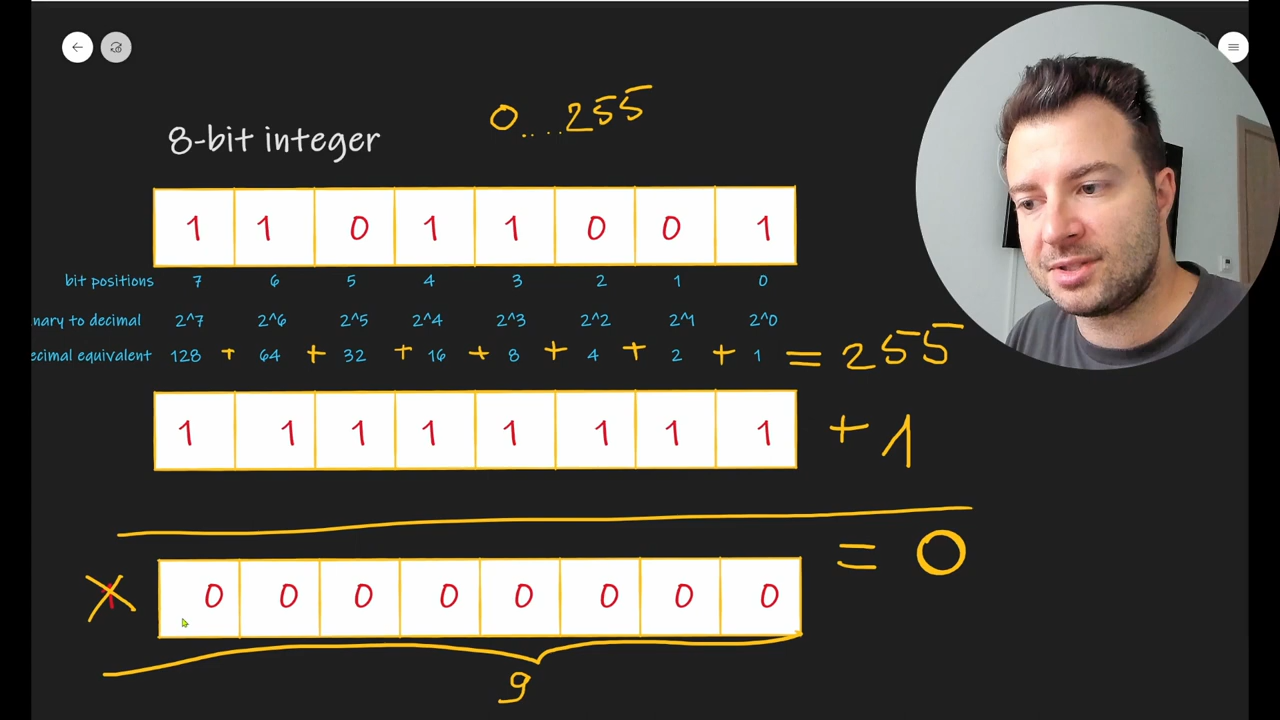 0....255
8-bit integer
1 1 0 1 1 0 0 1
bit positions 7 6 5 4 3 2 1 0
nary to decimal 2^7 2^6 2^5 2^4 2^3 2^2 2^1 2^0
ecimal equivalent 128 + 64 + 32 + 16 + 8 + 4 + 2 + 1 = 255
1 1 1 1 1 1 1 1 + 1
1 0 0 0 0 0 0 0 0 = 0
9